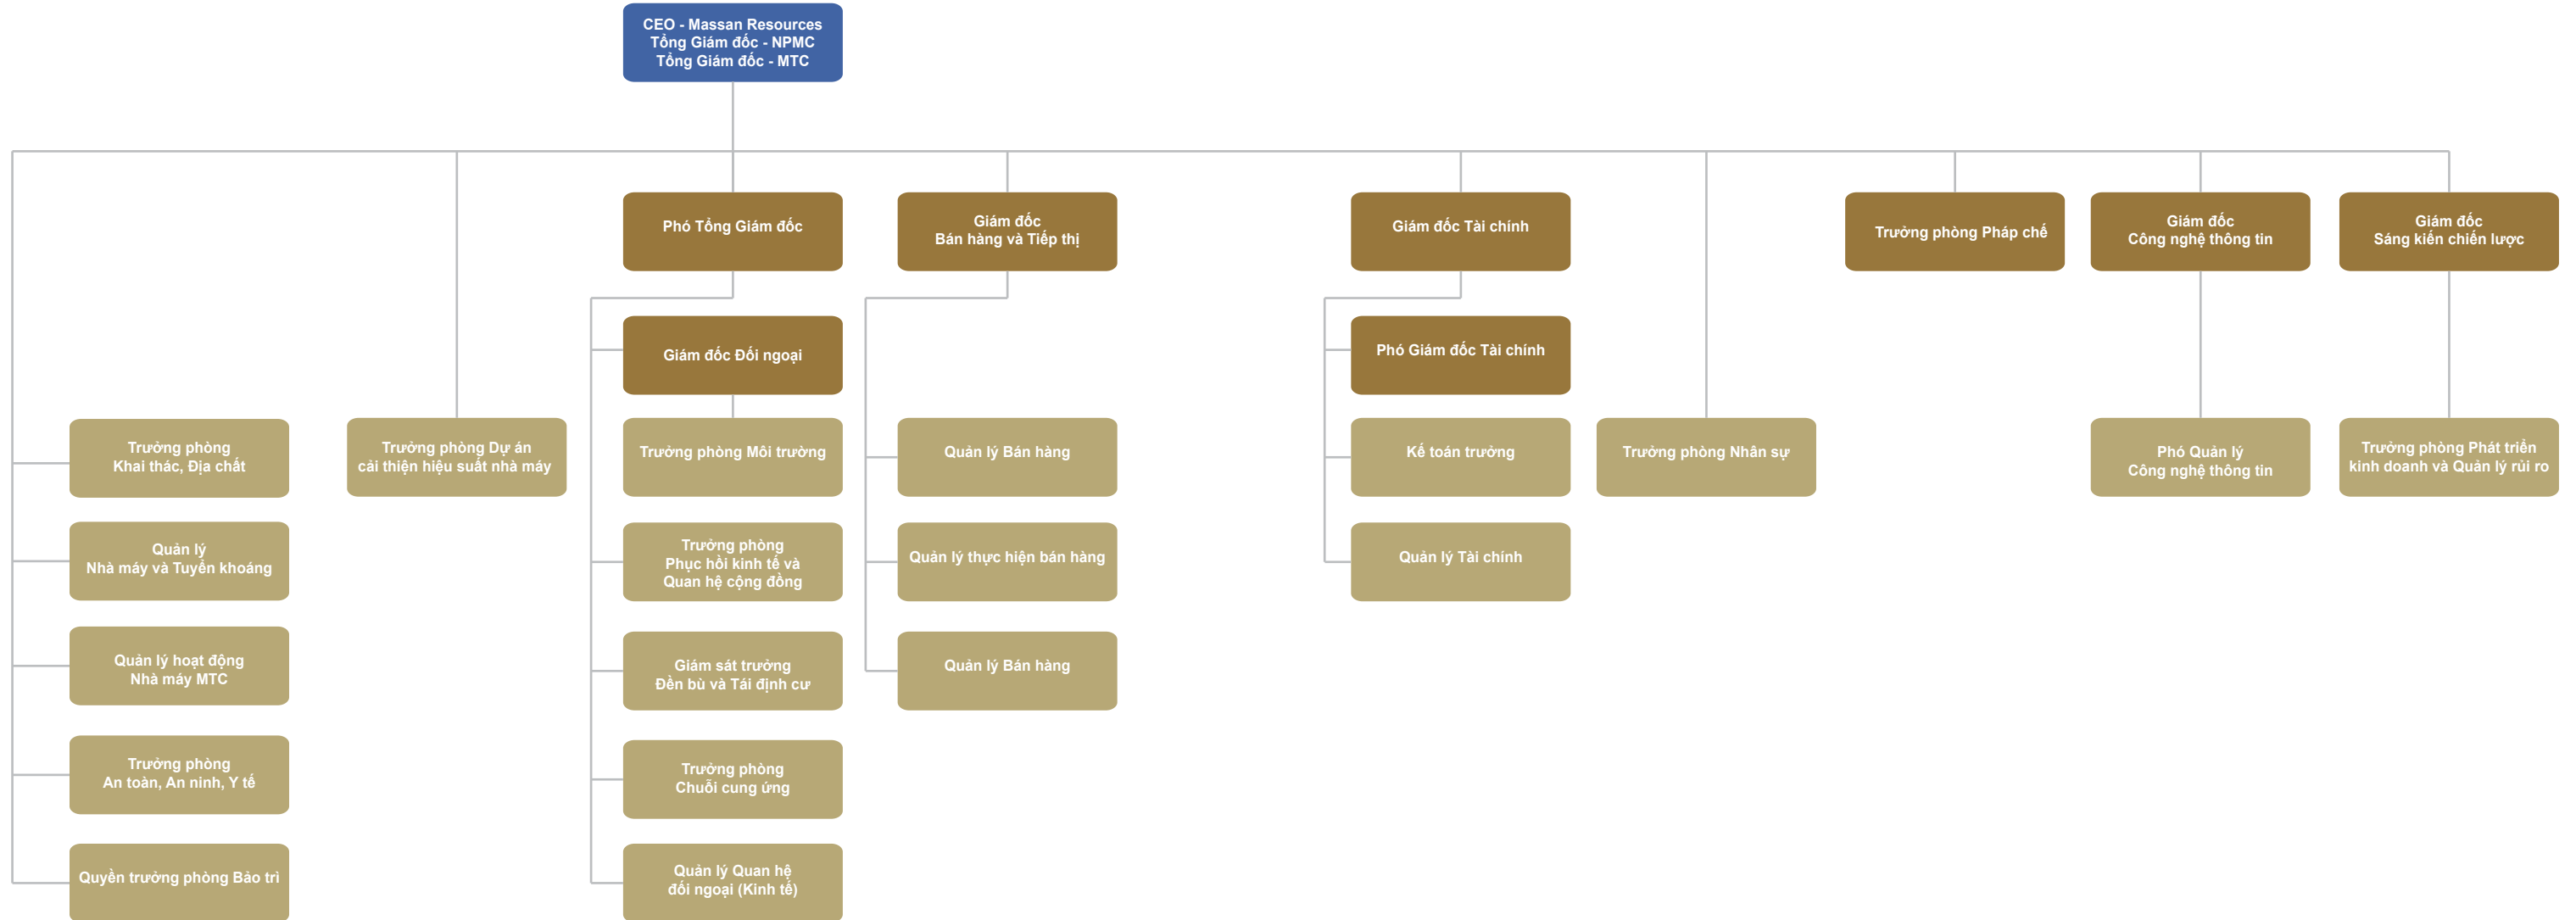 CEO - Massan Resources
Tổng Giám đốc - NPMC
Tổng Giám đốc - MTC
Phó Tổng Giám đốc
Giám đốc
Bán hàng và Tiếp thị
Giám đốc Tài chính
Trưởng phòng Pháp chế
Giám đốc
Công nghệ thông tin
Giám đốc
Sáng kiến chiến lược
Giám đốc Đối ngoại
Phó Giám đốc Tài chính
Trưởng phòng
Khai thác, Địa chất
Trưởng phòng Dự án
cải thiện hiệu suất nhà máy
Trưởng phòng Môi trường
Quản lý Bán hàng
Kế toán trưởng
Trưởng phòng Nhân sự
Phó Quản lý
Công nghệ thông tin
Trưởng phòng Phát triển
kinh doanh và Quản lý rủi ro
Quản lý
Nhà máy và Tuyển khoáng
Trưởng phòng
Phục hồi kinh tế và
Quan hệ cộng đồng
Quản lý thực hiện bán hàng
Quản lý Tài chính
Quản lý hoạt động
Nhà máy MTC
Giám sát trưởng
Đền bù và Tái định cư
Quản lý Bán hàng
Trưởng phòng
An toàn, An ninh, Y tế
Trưởng phòng
Chuỗi cung ứng
Quyền trưởng phòng Bảo trì
Quản lý Quan hệ
đối ngoại (Kinh tế)